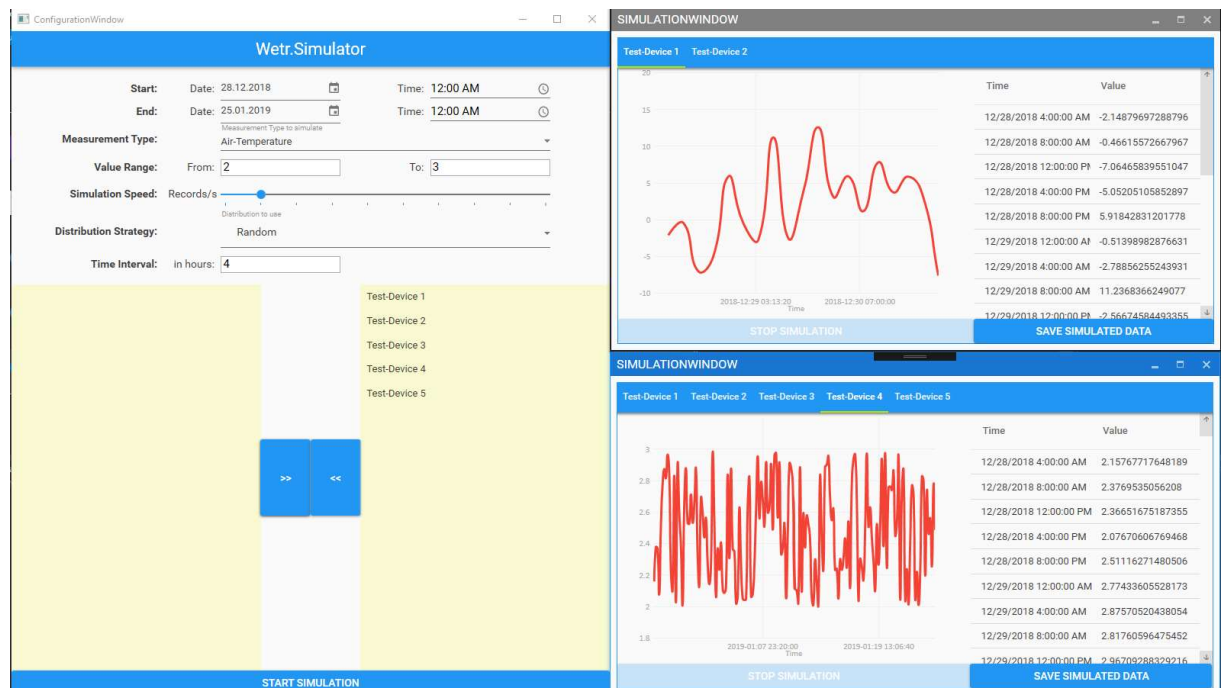 ConfigurationWindow
Wetr.Simulator
Start: Date: 28.12.2018 Time: 12:00 AM
End: Date: 25.01.2019 Time: 12:00 AM
Measurement Type to simulate
Measurement Type: Air-Temperature
Value Range: From: 2 To: 3
Simulation Speed: Records/s
Distribution to use
Distribution Strategy: Random
Time Interval: in hours: 4
Test-Device 1
Test-Device 2
Test-Device 3
Test-Device 4
Test-Device 5
>> <<
START SIMULATION
SIMULATIONWINDOW
Test-Device 1 Test-Device 2
20
15
10
5
0
-5
-10
2018-12-29 03:13:20 2018-12-30 07:00:00
Time
Time Value
12/28/2018 4:00:00 AM -2.14879697288796
12/28/2018 8:00:00 AM -0.46615572667967
12/28/2018 12:00:00 PM -7.06465839551047
12/28/2018 4:00:00 PM -5.05205105852897
12/28/2018 8:00:00 PM 5.91842831201778
12/29/2018 12:00:00 AM -0.51398982876631
12/29/2018 4:00:00 AM -2.78856255243931
12/29/2018 8:00:00 AM 11.2368366249077
12/29/2018 12:00:00 PM -2.56674584493355
STOP SIMULATION SAVE SIMULATED DATA
SIMULATIONWINDOW
Test-Device 1 Test-Device 2 Test-Device 3 Test-Device 4 Test-Device 5
3
2.8
2.6
2.4
2.2
2
1.8
2019-01-07 23:20:00 2019-01-19 13:06:40
Time
Time Value
12/28/2018 4:00:00 AM 2.15767717648189
12/28/2018 8:00:00 AM 2.3769535056208
12/28/2018 12:00:00 PM 2.36651675187355
12/28/2018 4:00:00 PM 2.07670606769468
12/28/2018 8:00:00 PM 2.51116271480506
12/29/2018 12:00:00 AM 2.77433605528173
12/29/2018 4:00:00 AM 2.87570520438054
12/29/2018 8:00:00 AM 2.81760596475452
12/29/2018 12:00:00 PM 2.96709288329216
STOP SIMULATION SAVE SIMULATED DATA